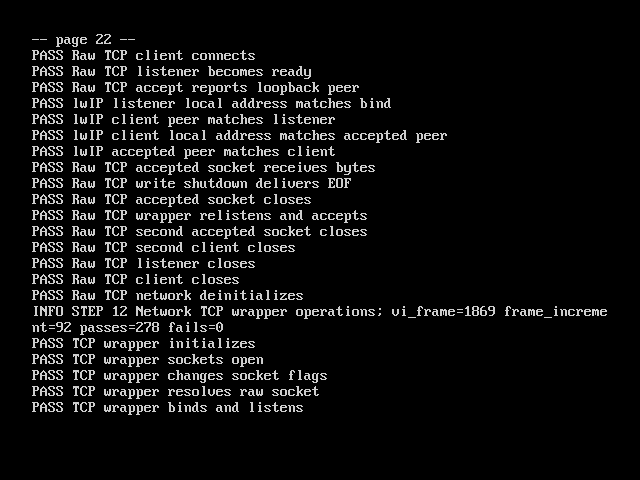 -- page 22 --
PASS Raw TCP client connects
PASS Raw TCP listener becomes ready
PASS Raw TCP accept reports loopback peer
PASS lwIP listener local address matches bind
PASS lwIP client peer matches listener
PASS lwIP client local address matches accepted peer
PASS lwIP accepted peer matches client
PASS Raw TCP accepted socket receives bytes
PASS Raw TCP write shutdown delivers EOF
PASS Raw TCP accepted socket closes
PASS Raw TCP wrapper relistens and accepts
PASS Raw TCP second accepted socket closes
PASS Raw TCP second client closes
PASS Raw TCP listener closes
PASS Raw TCP client closes
PASS Raw TCP network deinitializes
INFO STEP 12 Network TCP wrapper operations; vi_frame=1869 frame_increme
nt=92 passes=278 fails=0
PASS TCP wrapper initializes
PASS TCP wrapper sockets open
PASS TCP wrapper changes socket flags
PASS TCP wrapper resolves raw socket
PASS TCP wrapper binds and listens